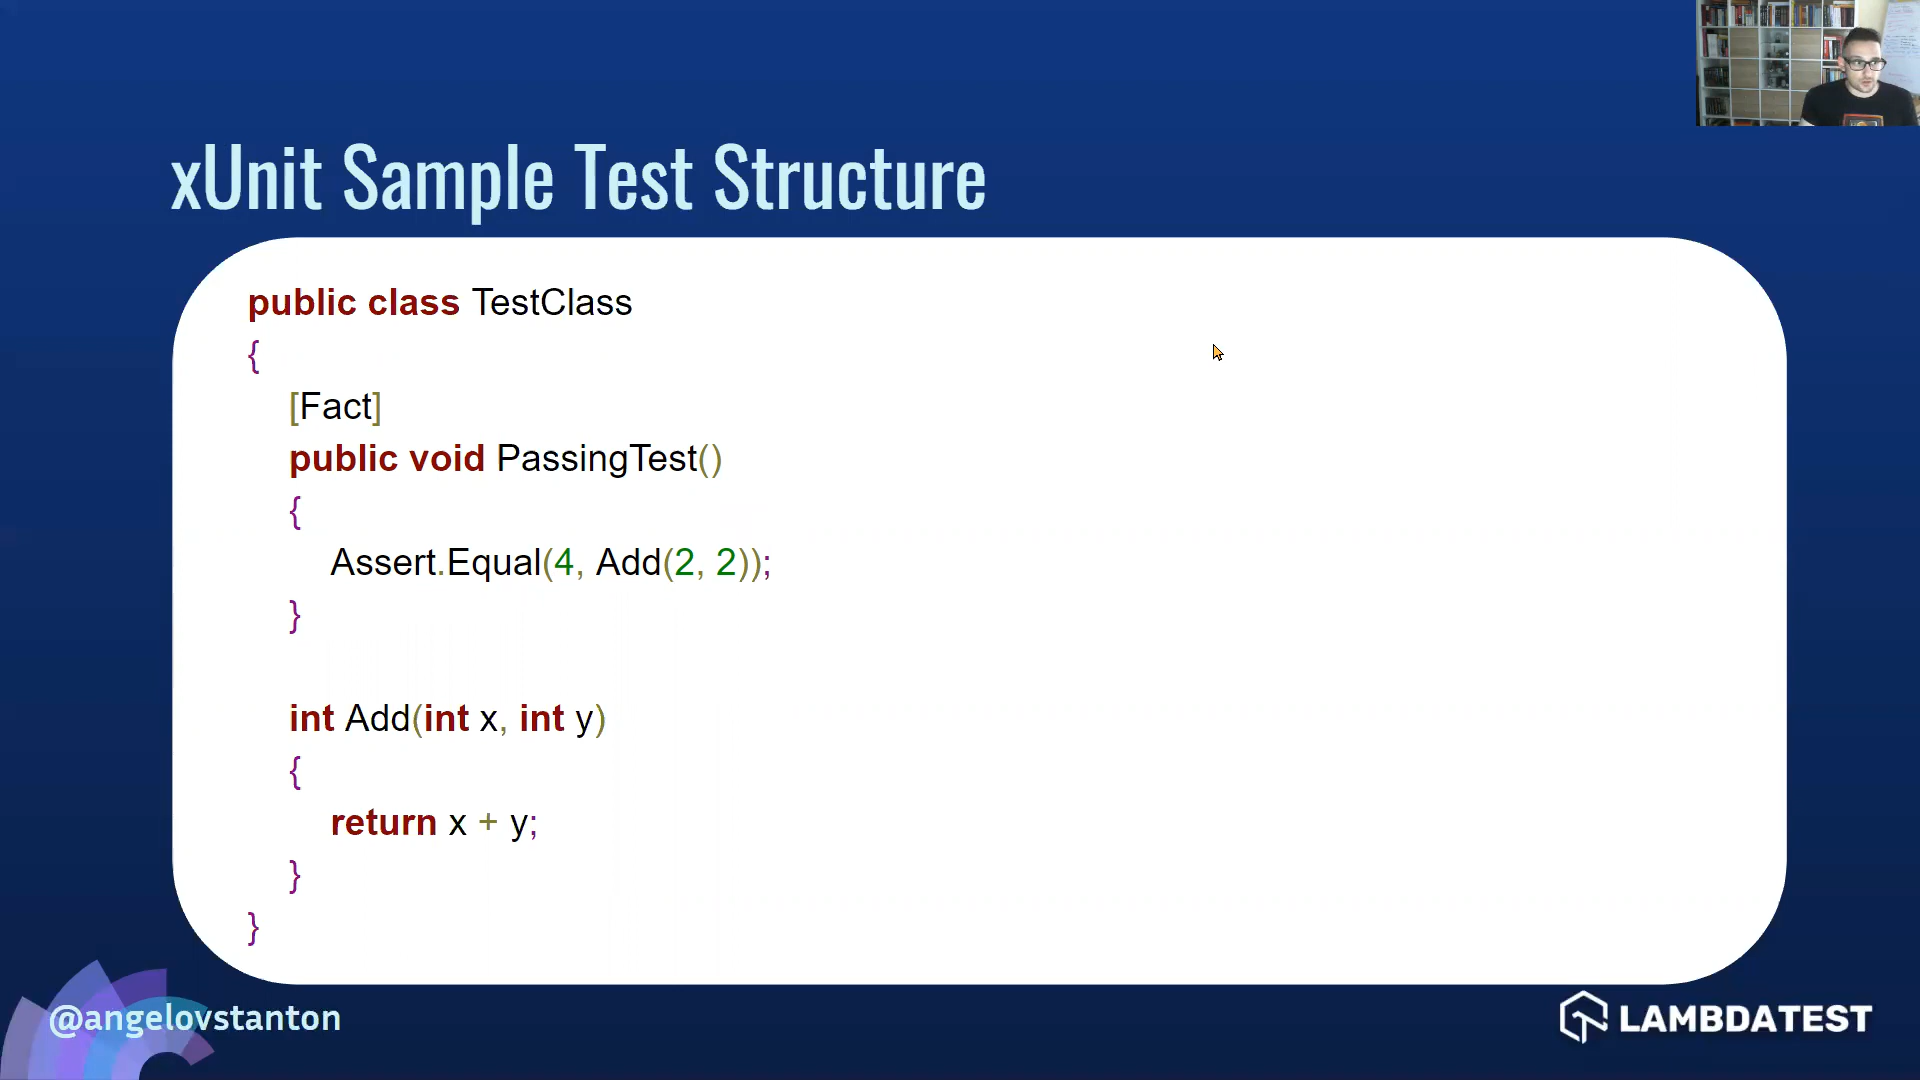 xUnit Sample Test Structure
public class TestClass
{
[Fact]
public void PassingTest()
{
Assert.Equal(4, Add(2, 2));
}
int Add(int x, int y)
{
return x + y;
}
}
@angelovstanton
LAMBDATEST